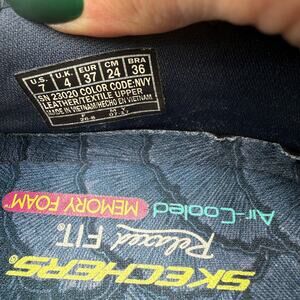 U.S. U.K. EUR CM BRA
7 4 37 24 36
SN 23020 COLOR CODE:NVY
LEATHER/TEXTILE UPPER
MADE IN VIETNAM/HECHO EN VIETNAM
SKECHERS
Relaxed FIT.
Air-Cooled
MEMORY FOAM